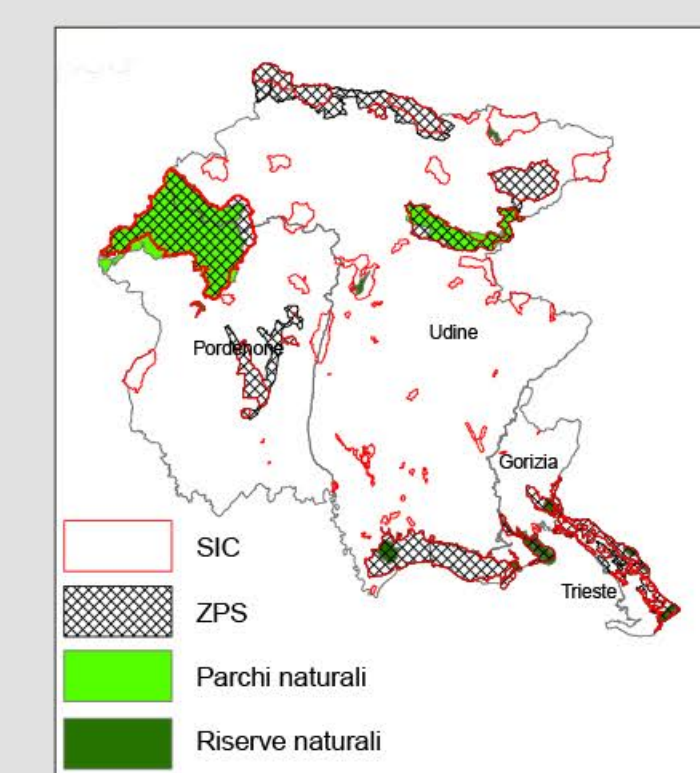 Udine
Pordenone
Gorizia
Trieste
SIC
ZPS
Parchi naturali
Riserve naturali